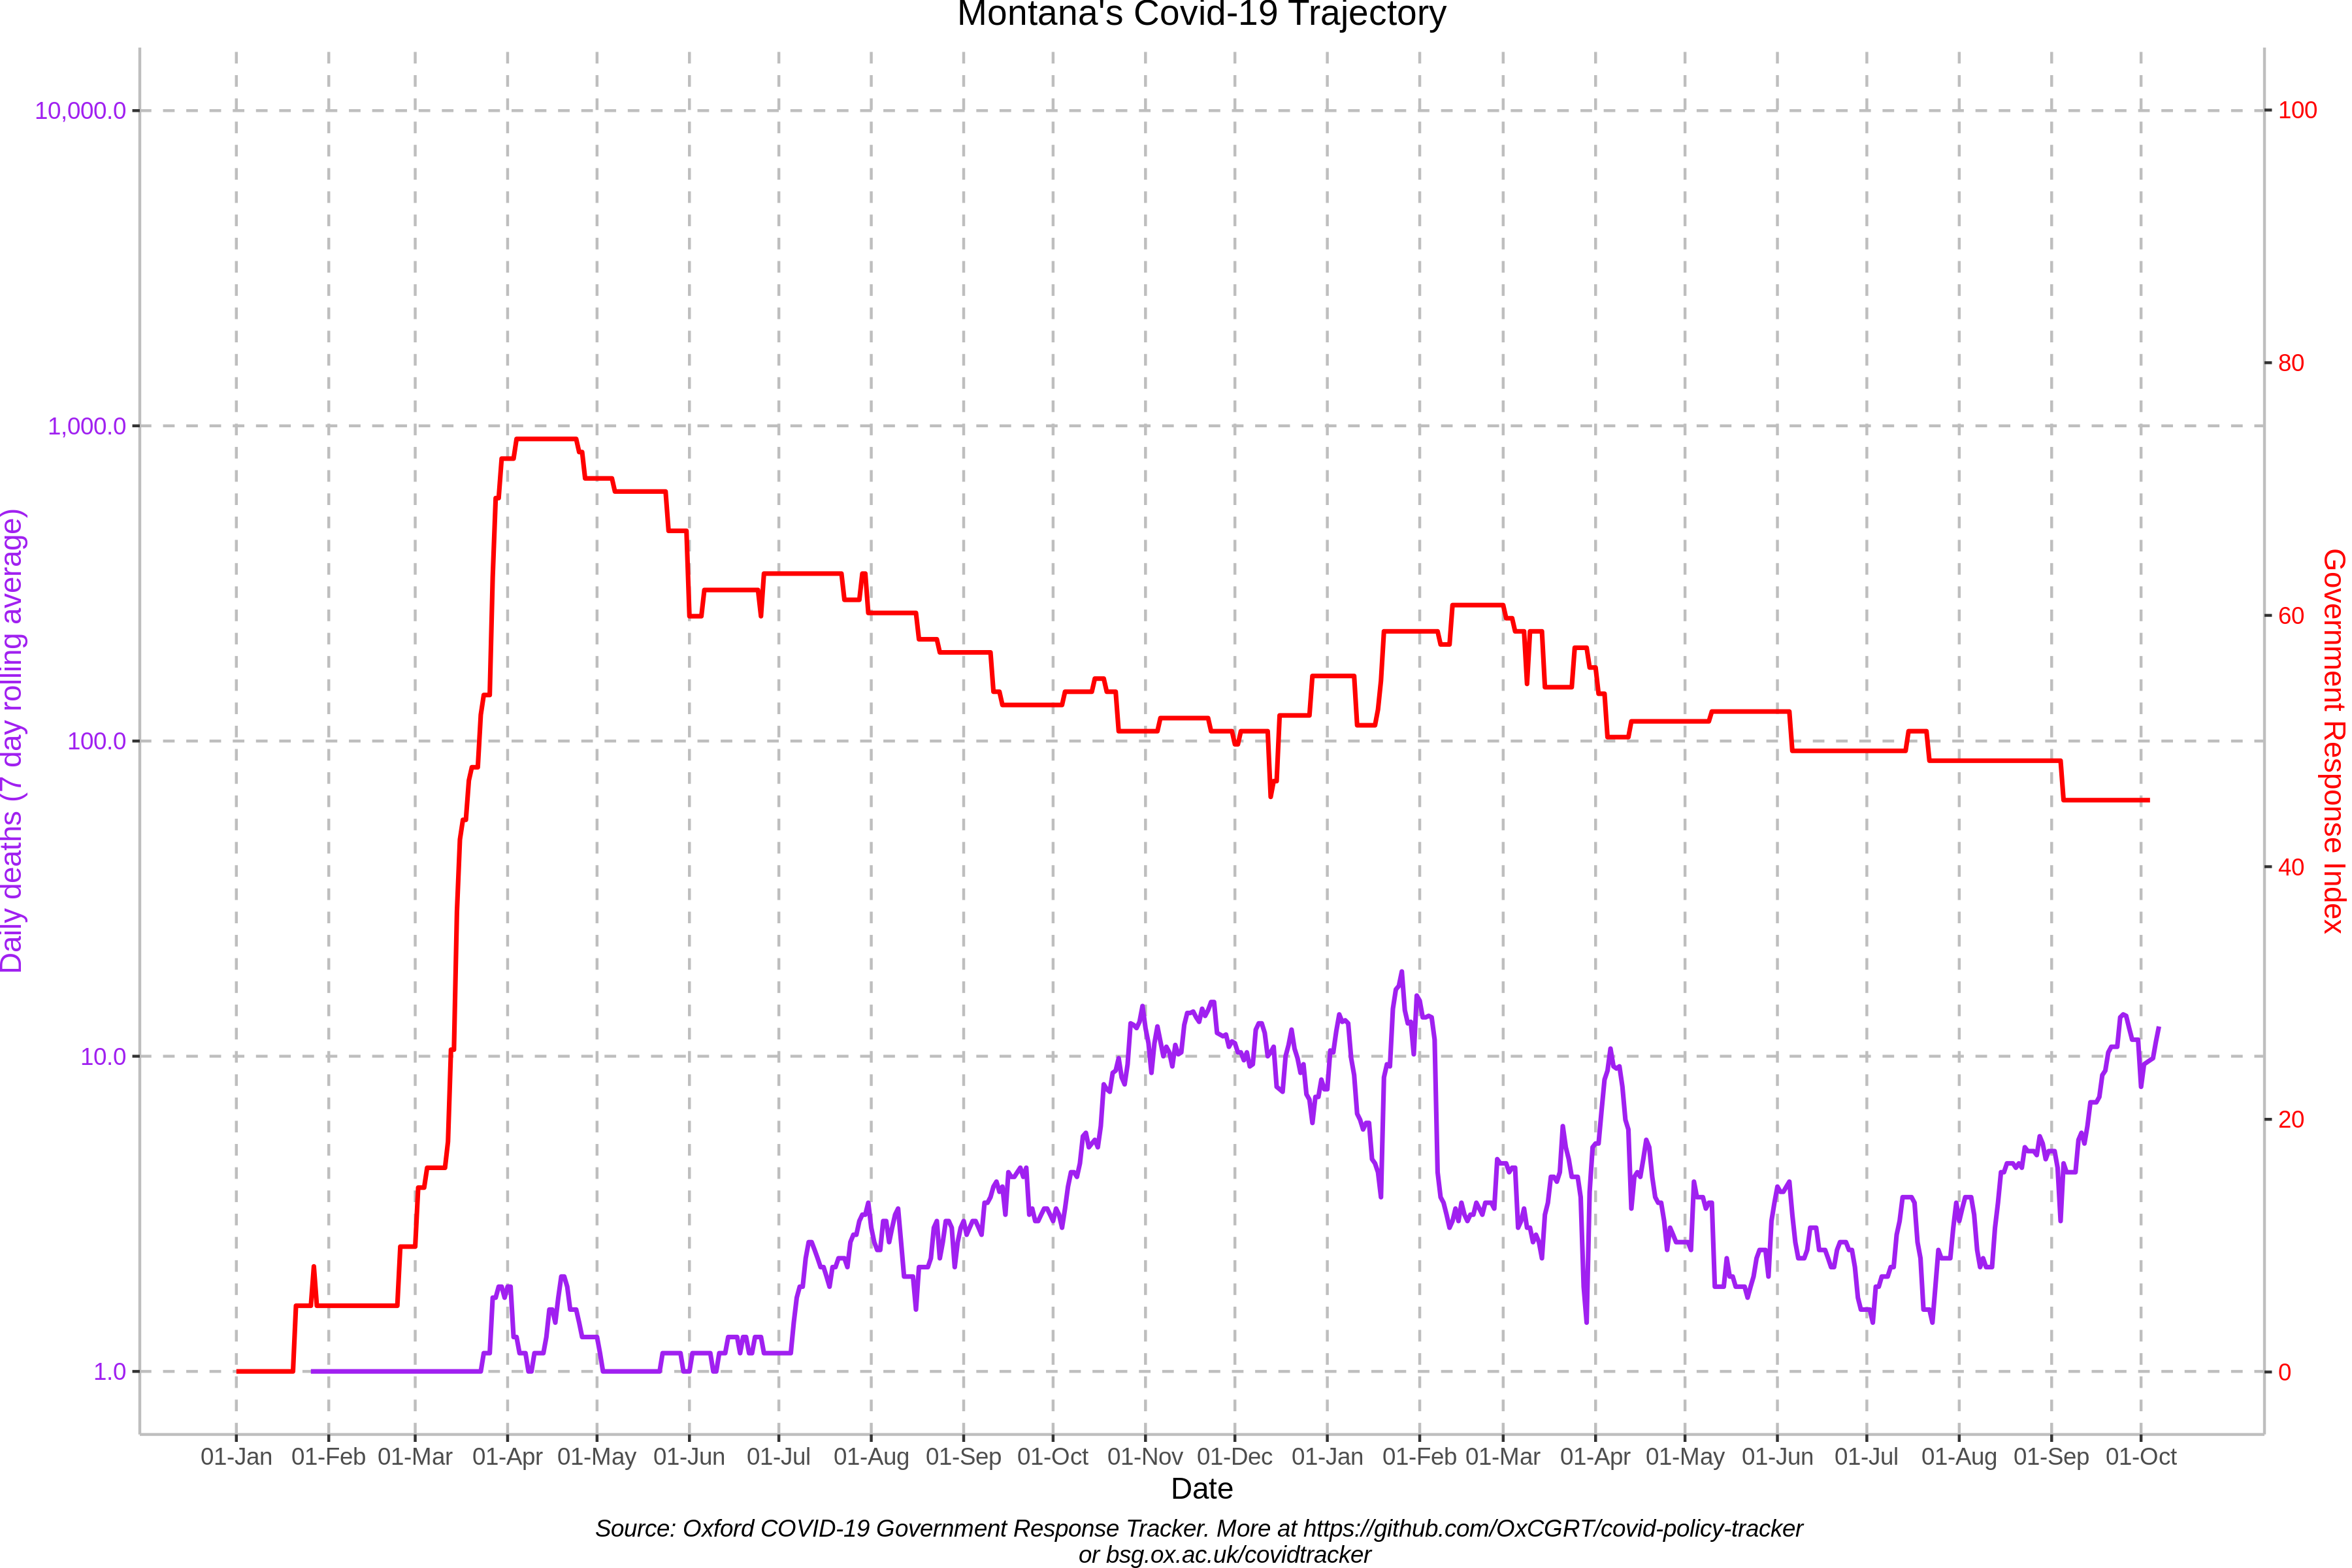 Montana's Covid-19 Trajectory
Daily deaths (7 day rolling average)
10,000.0
1,000.0
100.0
10.0
1.0
100
80
60
40
20
0
Government Response Index
01-Jan 01-Feb 01-Mar 01-Apr 01-May 01-Jun 01-Jul 01-Aug 01-Sep 01-Oct 01-Nov 01-Dec 01-Jan 01-Feb 01-Mar 01-Apr 01-May 01-Jun 01-Jul 01-Aug 01-Sep 01-Oct
Date
Source: Oxford COVID-19 Government Response Tracker. More at https://github.com/OxCGRT/covid-policy-tracker
or bsg.ox.ac.uk/covidtracker